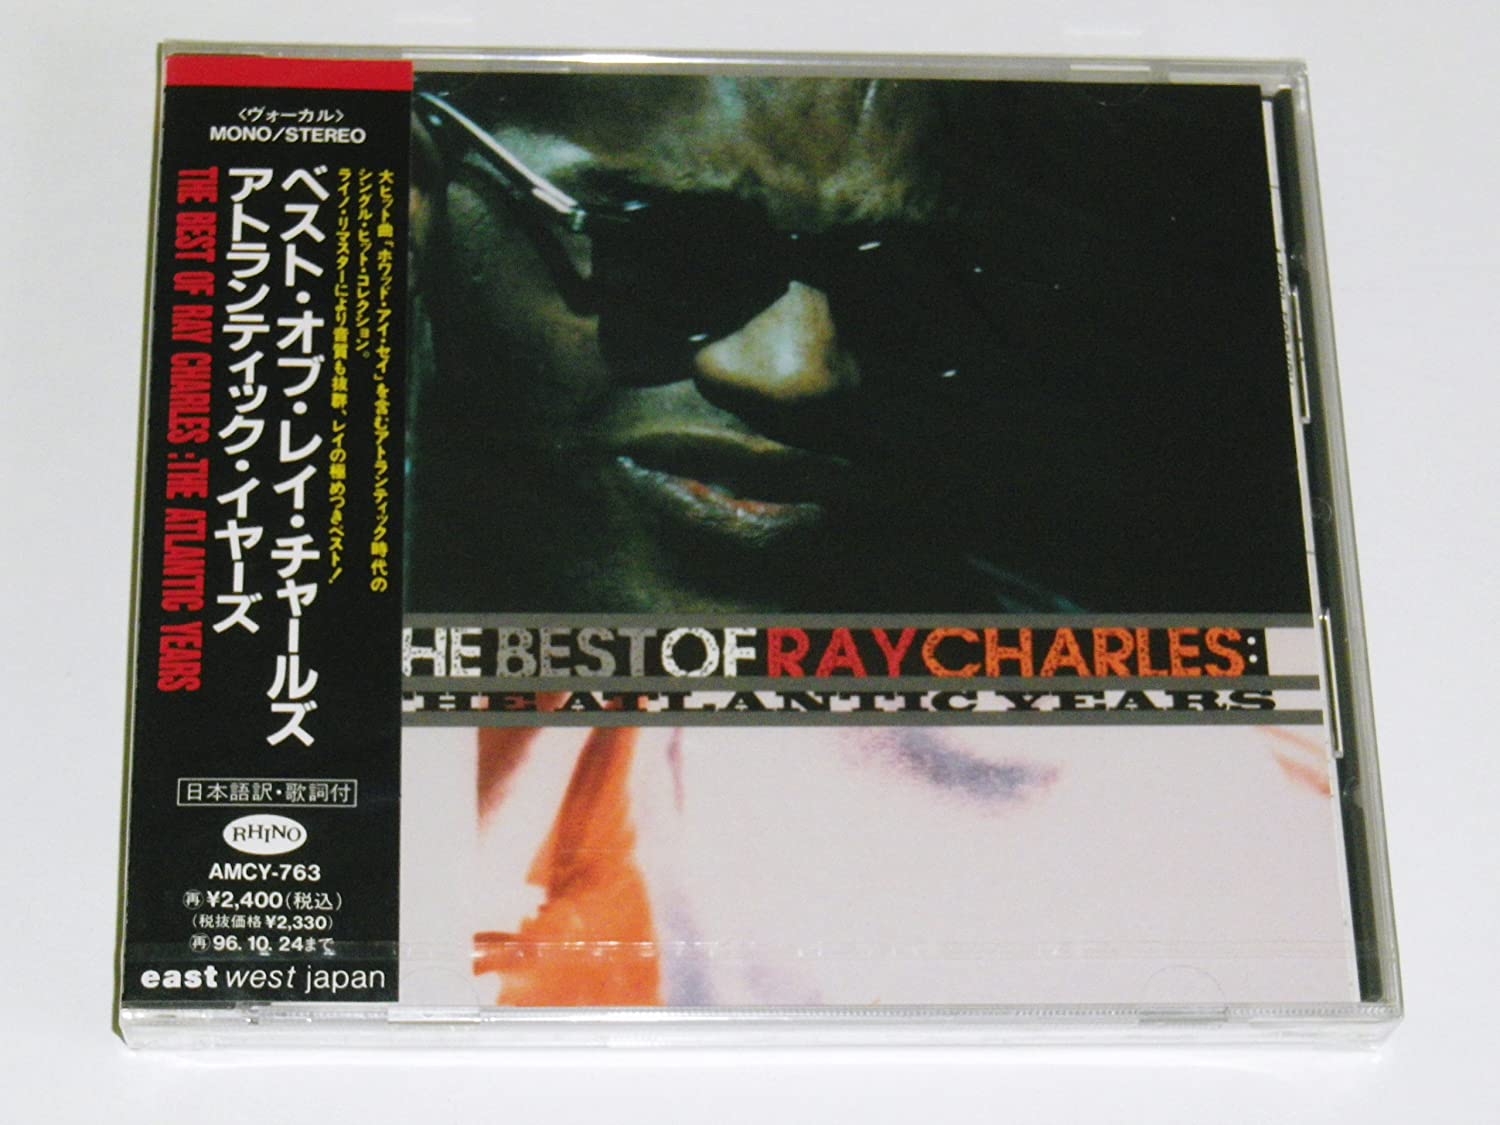 〈ヴォーカル〉
MONO/STEREO
大ヒット曲「ホワッド・アイ・セイ」を含むアトランティック時代の
シングル・ヒット・コレクション。
ライノ・リマスターにより音質も抜群、レイの極めつきベスト!
ベスト・オブ・レイ・チャールズ
アトランティック・イヤーズ
THE BEST OF RAY CHARLES :THE ATLANTIC YEARS
日本語訳・歌詞付
RHINO
AMCY-763
再 ¥2,400(税込)
(税抜価格¥2,330)
再 96.10.24まで
east west japan
HE BEST OF RAY CHARLES:
HE ATLANTIC YEARS